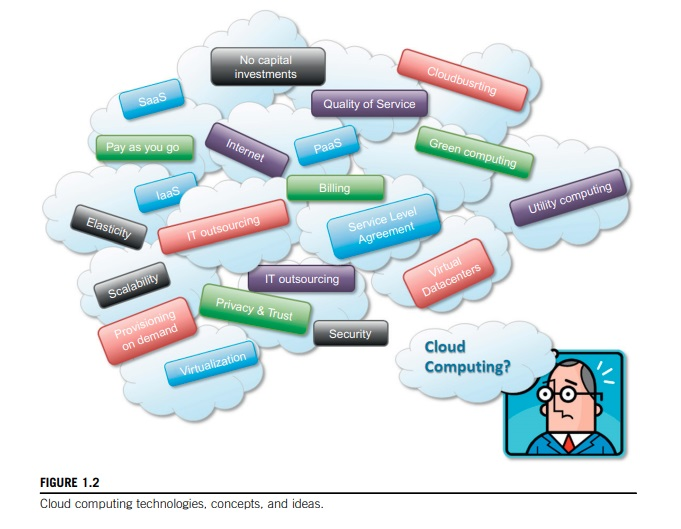 No capital
investments
Cloudbusrting
SaaS
Quality of Service
Pay as you go
Internet
PaaS
Green computing
IaaS
Billing
Utility computing
Elasticity
IT outsourcing
Service Level
Agreement
Scalability
IT outsourcing
Virtual
Datacenters
Privacy & Trust
Provisioning
on demand
Security
Virtualization
Cloud
Computing?
FIGURE 1.2
Cloud computing technologies, concepts, and ideas.